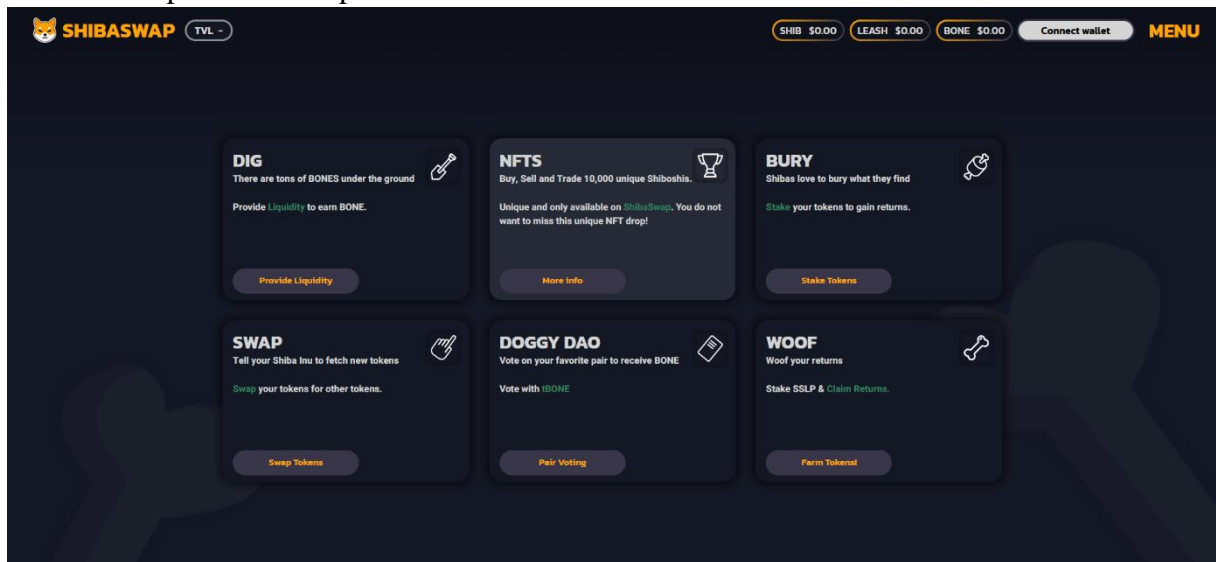 SHIBASWAP TVL - SHIB $0.00 LEASH $0.00 BONE $0.00 Connect wallet MENU
DIG
There are tons of BONES under the ground
Provide Liquidity to earn BONE.
Provide Liquidity
NFTS
Buy, Sell and Trade 10,000 unique Shiboshis.
Unique and only available on ShibaSwap. You do not
want to miss this unique NFT drop!
More info
BURY
Shibas love to bury what they find
Stake your tokens to gain returns.
Stake Tokens
SWAP
Tell your Shiba Inu to fetch new tokens
Swap your tokens for other tokens.
Swap Tokens
DOGGY DAO
Vote on your favorite pair to receive BONE
Vote with tBONE
Pair Voting
WOOF
Woof your returns
Stake SSLP & Claim Returns.
Farm Tokens!